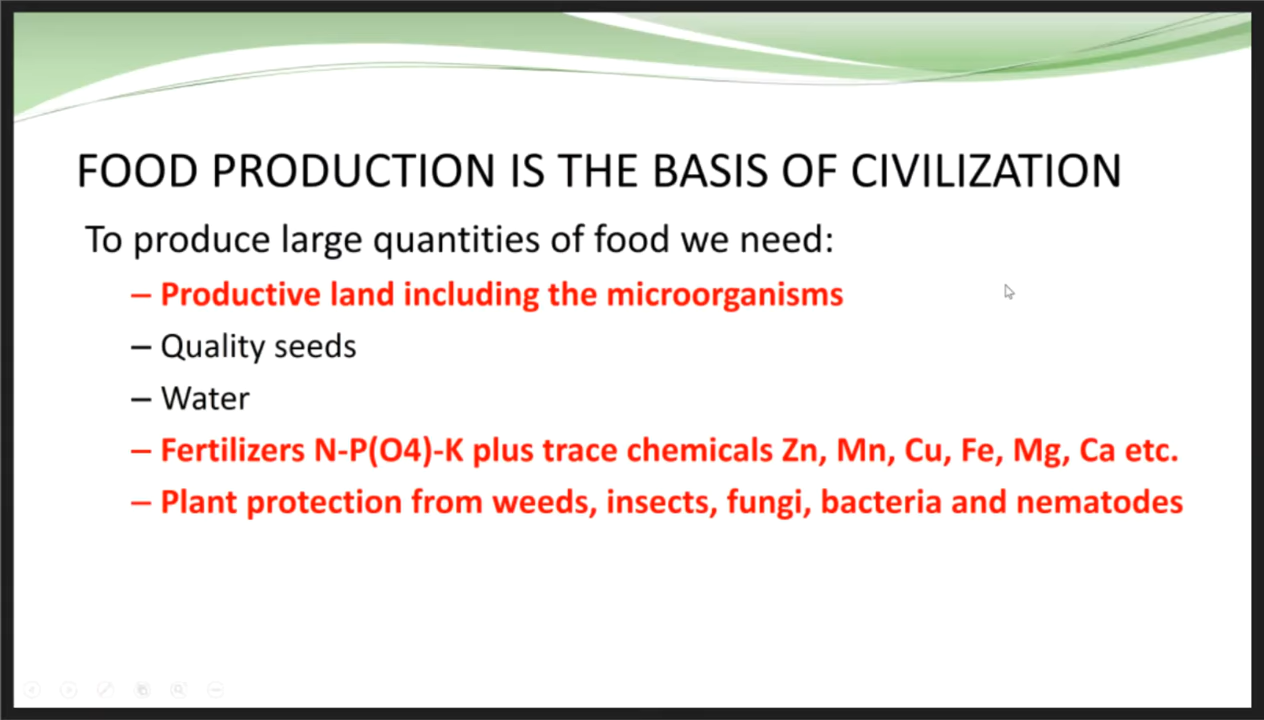 FOOD PRODUCTION IS THE BASIS OF CIVILIZATION
To produce large quantities of food we need:
– Productive land including the microorganisms
– Quality seeds
– Water
– Fertilizers N-P(O4)-K plus trace chemicals Zn, Mn, Cu, Fe, Mg, Ca etc.
– Plant protection from weeds, insects, fungi, bacteria and nematodes